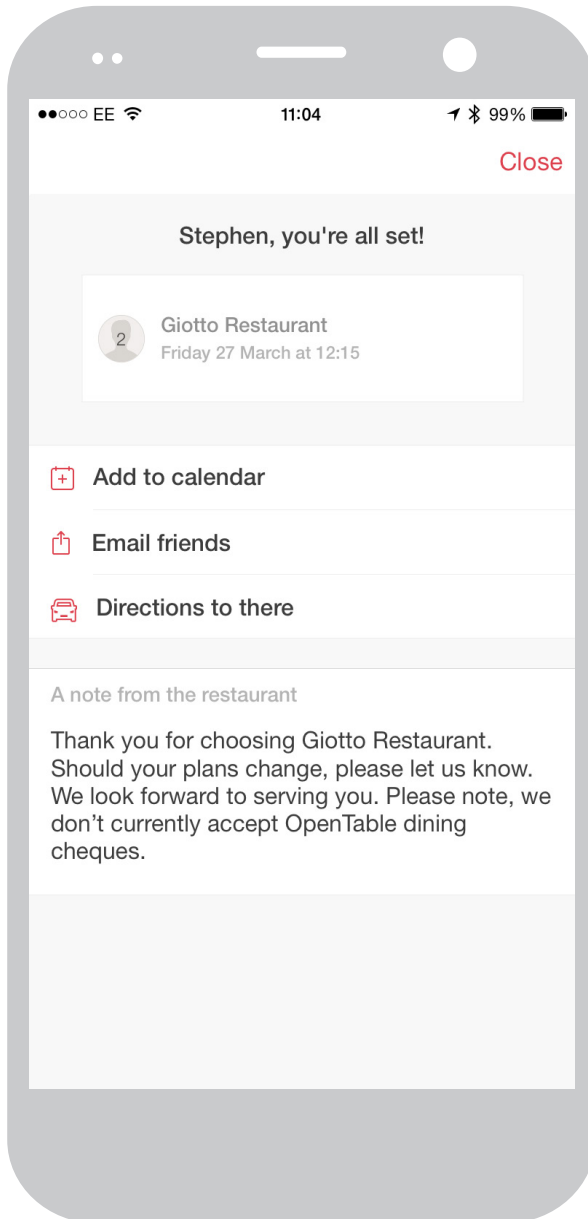 EE 11:04 99%
Close
Stephen, you're all set!
Giotto Restaurant
2
Friday 27 March at 12:15
Add to calendar
Email friends
Directions to there
A note from the restaurant
Thank you for choosing Giotto Restaurant.
Should your plans change, please let us know.
We look forward to serving you. Please note, we
don’t currently accept OpenTable dining
cheques.